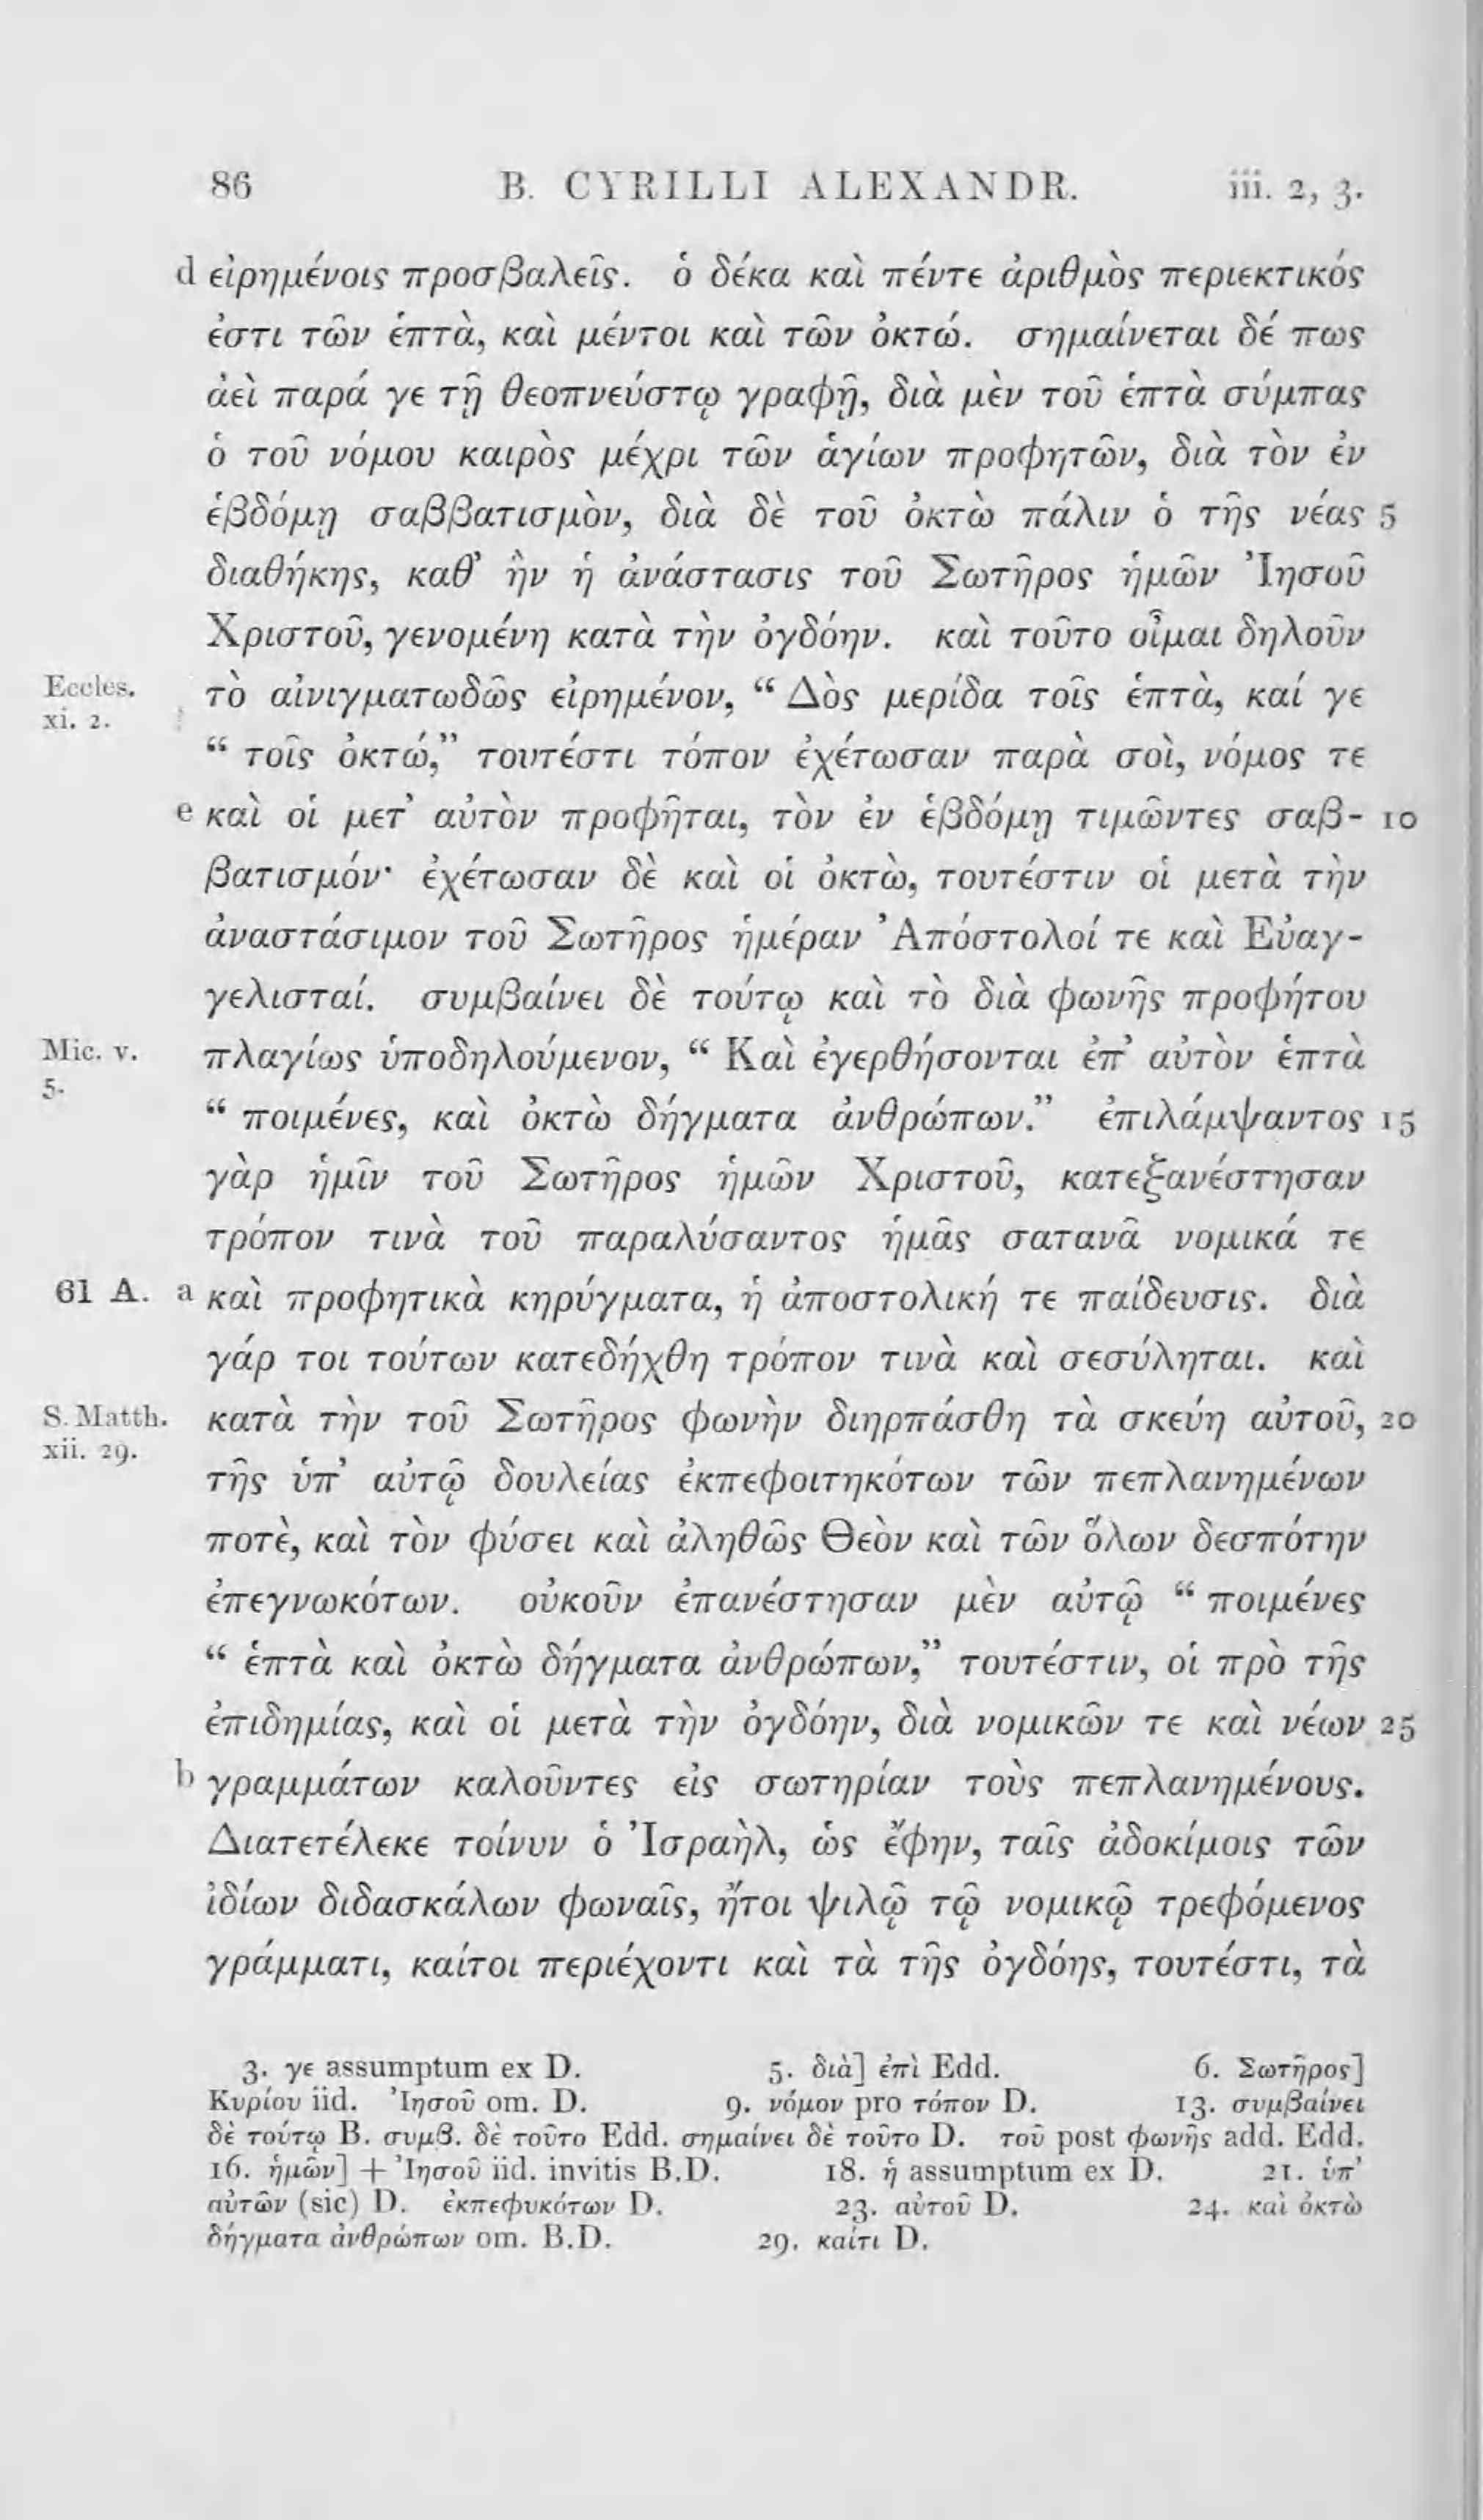 86 B. CYRILLI ALEXANDR. iii. 2, 3.
d εἰρημένοις προσβαλεῖς. ὁ δέκα καὶ πέντε ἀριθμὸς περιεκτικός
ἐστι τῶν ἑπτὰ, καὶ μέντοι καὶ τῶν ὀκτώ. σημαίνεται δέ πως
ἀεὶ παρά γε τῇ θεοπνεύστῳ γραφῇ, διὰ μὲν τοῦ ἑπτὰ σύμπας
ὁ τοῦ νόμου καιρὸς μέχρι τῶν ἁγίων προφητῶν, διὰ τὸν ἐν
ἑβδόμῃ σαββατισμὸν, διὰ δὲ τοῦ ὀκτὼ πάλιν ὁ τῆς νέας 5
διαθήκης, καθ’ ἣν ἡ ἀνάστασις τοῦ Σωτῆρος ἡμῶν Ἰησοῦ
Χριστοῦ, γενομένη κατὰ τὴν ὀγδόην. καὶ τοῦτο οἶμαι δηλοῦν
Eccles. xi. 2. τὸ αἰνιγματωδῶς εἰρημένον, “ Δὸς μερίδα τοῖς ἑπτὰ, καί γε
“ τοῖς ὀκτώ,” τουτέστι τόπον ἐχέτωσαν παρὰ σοὶ, νόμος τε
e καὶ οἱ μετ’ αὐτὸν προφῆται, τὸν ἐν ἑβδόμῃ τιμῶντες σαβ- 10
βατισμόν· ἐχέτωσαν δὲ καὶ οἱ ὀκτὼ, τουτέστιν οἱ μετὰ τὴν
ἀναστάσιμον τοῦ Σωτῆρος ἡμέραν Ἀπόστολοί τε καὶ Εὐαγ-
γελισταί. συμβαίνει δὲ τούτῳ καὶ τὸ διὰ φωνῆς προφήτου
Mic. v. 5. πλαγίως ὑποδηλούμενον, “ Καὶ ἐγερθήσονται ἐπ’ αὐτὸν ἑπτὰ
“ ποιμένες, καὶ ὀκτὼ δήγματα ἀνθρώπων.” ἐπιλάμψαντος 15
γὰρ ἡμῖν τοῦ Σωτῆρος ἡμῶν Χριστοῦ, κατεξανέστησαν
τρόπον τινὰ τοῦ παραλύσαντος ἡμᾶς σατανᾶ νομικά τε
61 A. a καὶ προφητικὰ κηρύγματα, ἡ ἀποστολική τε παίδευσις. διὰ
γάρ τοι τούτων κατεδήχθη τρόπον τινὰ καὶ σεσύληται. καὶ
S. Matth. xii. 29. κατὰ τὴν τοῦ Σωτῆρος φωνὴν διηρπάσθη τὰ σκεύη αὐτοῦ, 20
τῆς ὑπ’ αὐτῷ δουλείας ἐκπεφοιτηκότων τῶν πεπλανημένων
ποτὲ, καὶ τὸν φύσει καὶ ἀληθῶς Θεὸν καὶ τῶν ὅλων δεσπότην
ἐπεγνωκότων. οὐκοῦν ἐπανέστησαν μὲν αὐτῷ “ ποιμένες
“ ἑπτὰ καὶ ὀκτὼ δήγματα ἀνθρώπων,” τουτέστιν, οἱ πρὸ τῆς
ἐπιδημίας, καὶ οἱ μετὰ τὴν ὀγδόην, διὰ νομικῶν τε καὶ νέων 25
b γραμμάτων καλοῦντες εἰς σωτηρίαν τοὺς πεπλανημένους.
Διατετέλεκε τοίνυν ὁ Ἰσραὴλ, ὡς ἔφην, ταῖς ἀδοκίμοις τῶν
ἰδίων διδασκάλων φωναῖς, ἤτοι ψιλῷ τῷ νομικῷ τρεφόμενος
γράμματι, καίτοι περιέχοντι καὶ τὰ τῆς ὀγδόης, τουτέστι, τὰ
3. γε assumptum ex D. 5. διὰ] ἐπὶ Edd. 6. Σωτῆρος]
Κυρίου iid. Ἰησοῦ om. D. 9. νόμον pro τόπον D. 13. συμβαίνει
δὲ τούτῳ B. συμβ. δὲ τοῦτο Edd. σημαίνει δὲ τοῦτο D. τοῦ post φωνῆς add. Edd.
16. ἡμῶν] + Ἰησοῦ iid. invitis B.D. 18. ἡ assumptum ex D. 21. ὑπ’
αὐτῶν (sic) D. ἐκπεφυκότων D. 23. αὐτοῦ D. 24. καὶ ὀκτὼ
δήγματα ἀνθρώπων om. B.D. 29. καίτι D.